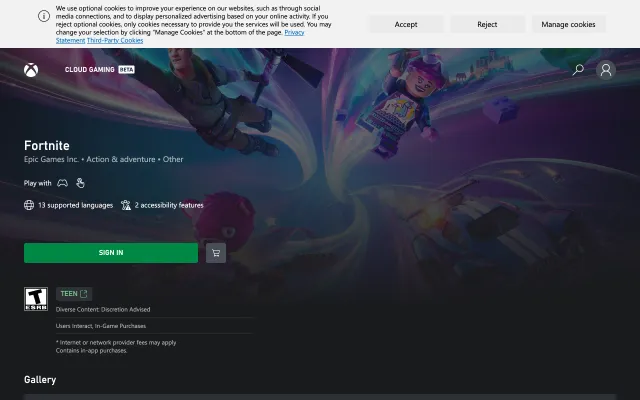 We use optional cookies to improve your experience on our websites, such as through social
media connections, and to display personalized advertising based on your online activity. If you
reject optional cookies, only cookies necessary to provide you the services will be used. You may
change your selection by clicking "Manage Cookies" at the bottom of the page. Privacy
Statement Third-Party Cookies
Accept
Reject
Manage cookies
CLOUD GAMING BETA
Fortnite
Epic Games Inc. • Action & adventure • Other
Play with
13 supported languages
2 accessibility features
SIGN IN
T
ESRB
TEEN
Diverse Content: Discretion Advised
Users Interact, In-Game Purchases
* Internet or network provider fees may apply
Contains in-app purchases.
Gallery